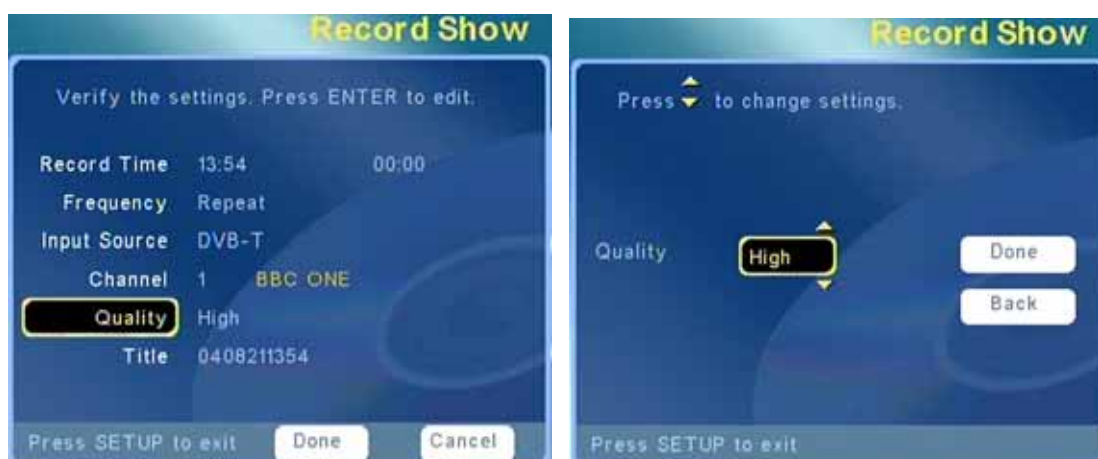 Record Show
Verify the settings. Press ENTER to edit.
Record Time 13:54 00:00
Frequency Repeat
Input Source DVB-T
Channel 1 BBC ONE
Quality High
Title 0408211354
Press SETUP to exit Done Cancel
Record Show
Press to change settings.
Quality High Done
Back
Press SETUP to exit